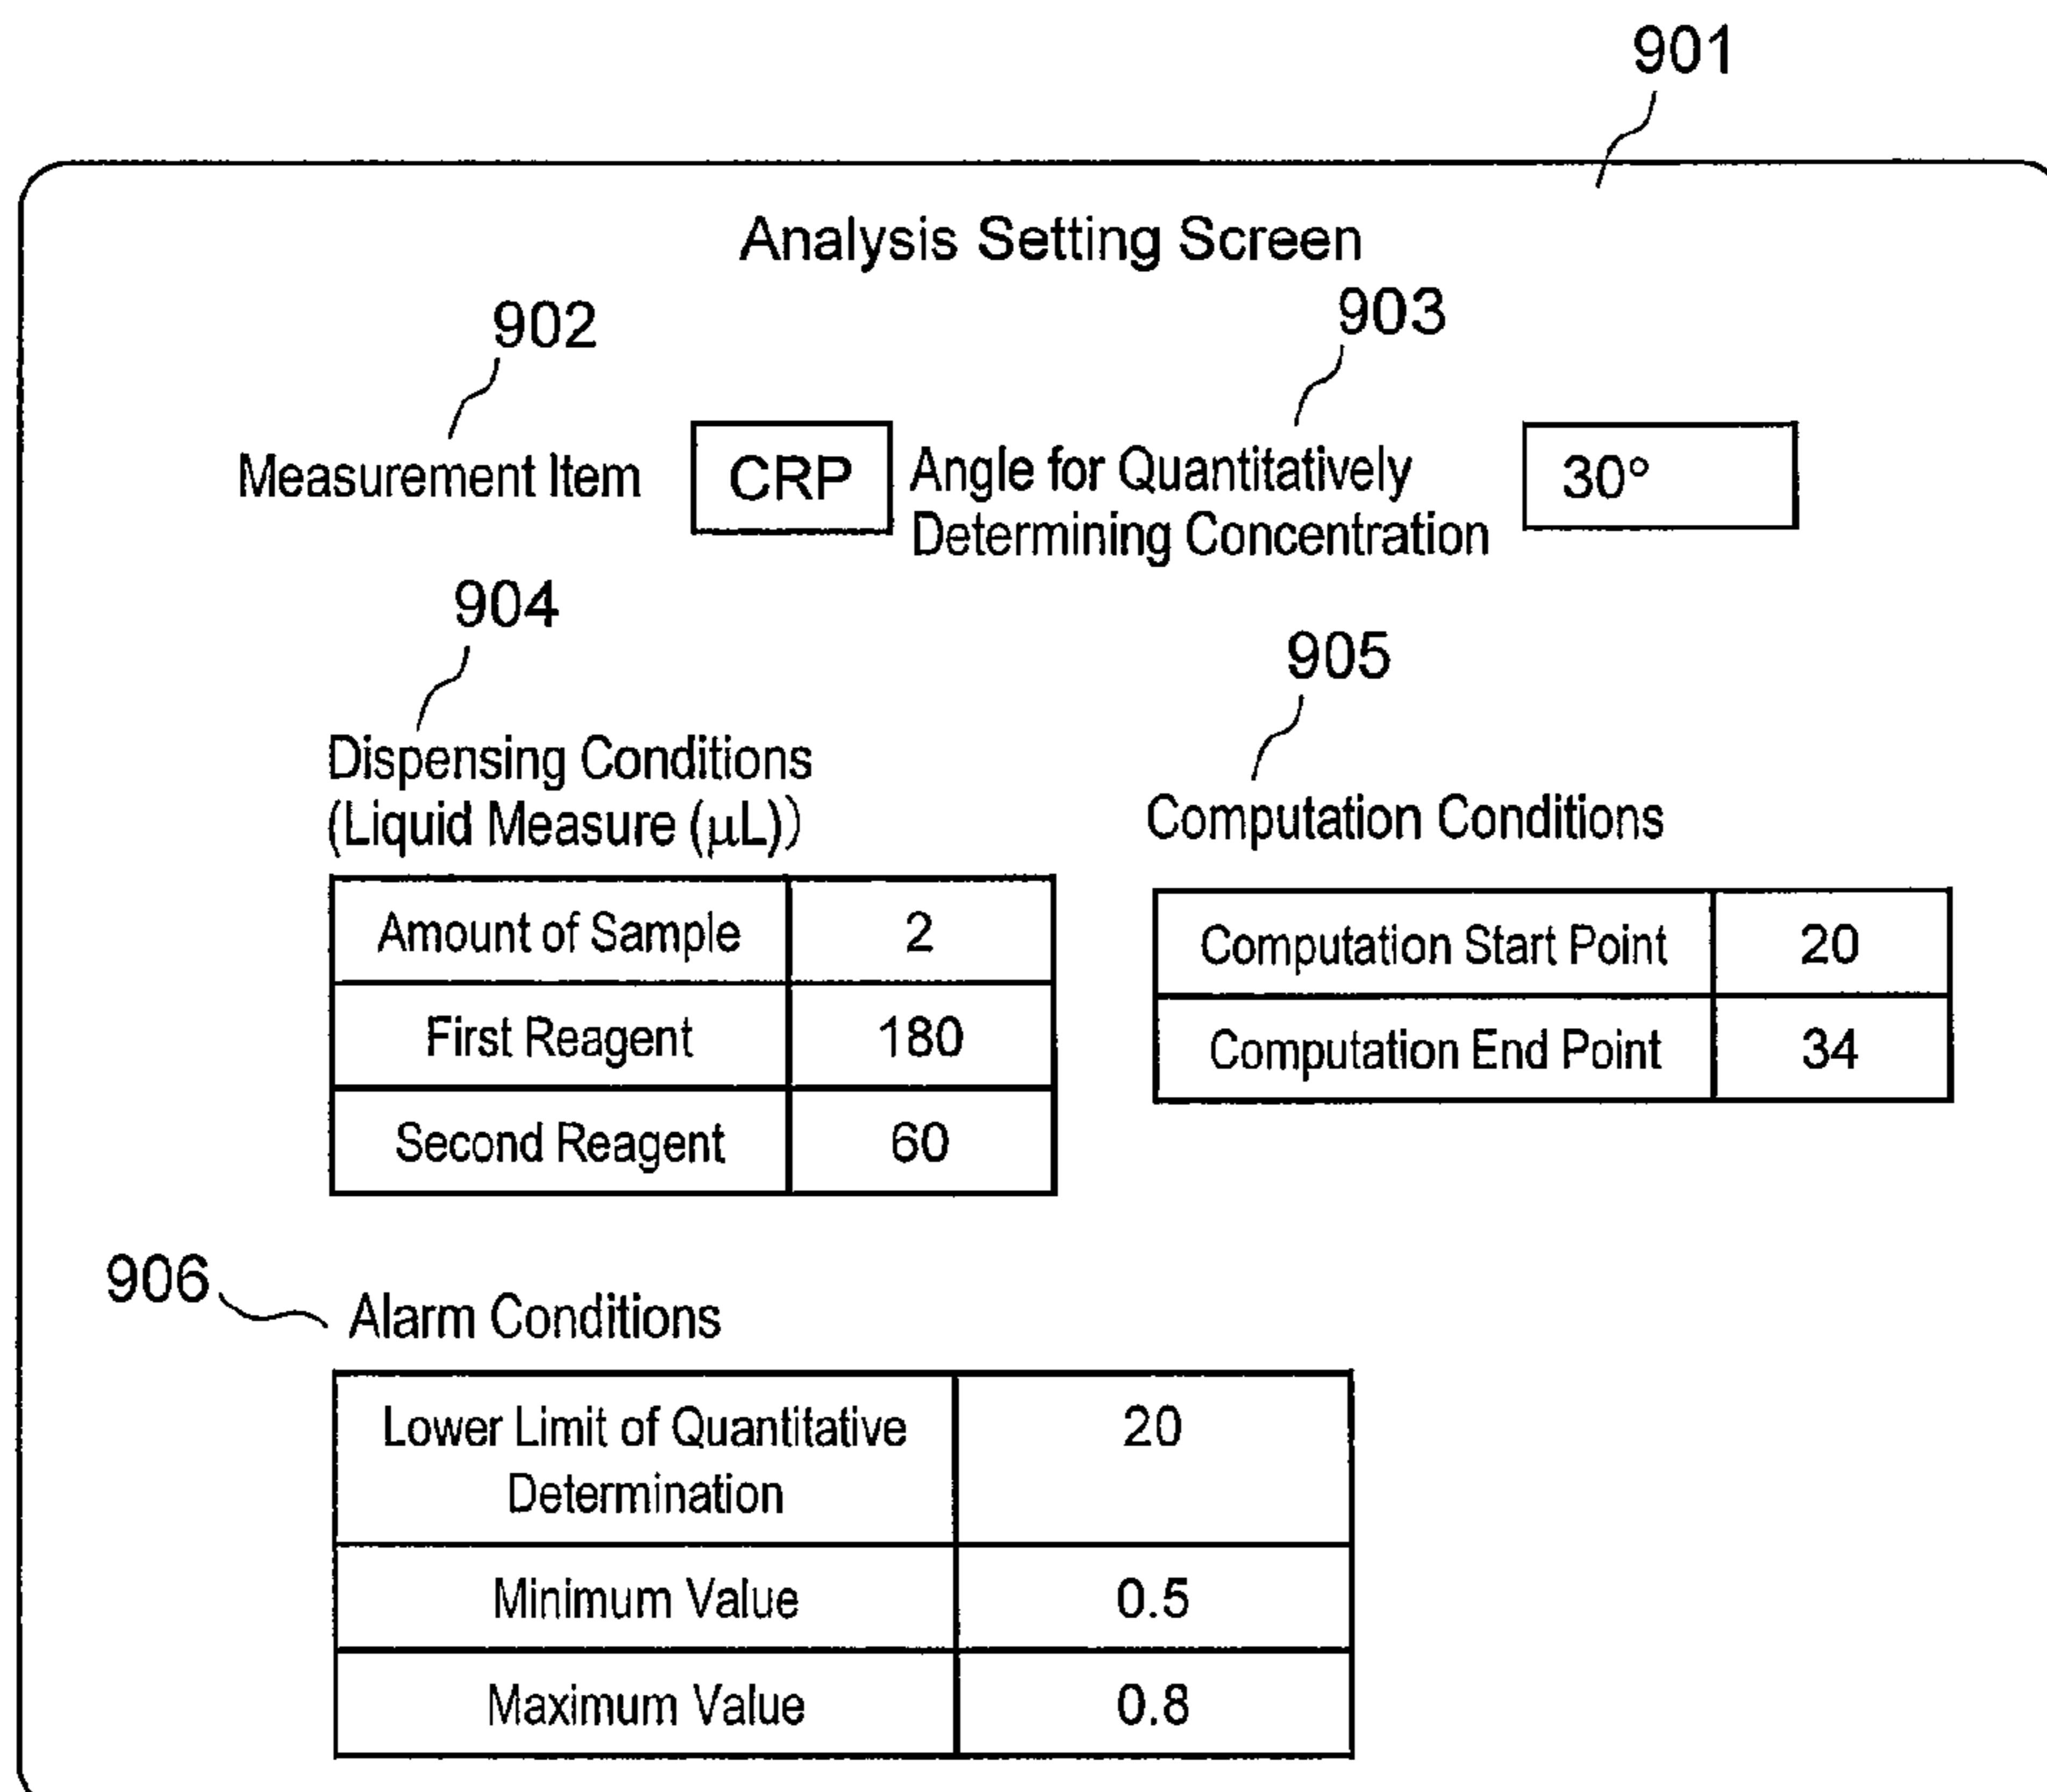 901
Analysis Setting Screen
902
903
Measurement Item
CRP
Angle for Quantitatively
Determining Concentration
30°
904
905
Dispensing Conditions
(Liquid Measure (μL))
Computation Conditions
Amount of Sample 2
First Reagent 180
Second Reagent 60
Computation Start Point 20
Computation End Point 34
906
Alarm Conditions
Lower Limit of Quantitative 20
Determination
Minimum Value 0.5
Maximum Value 0.8